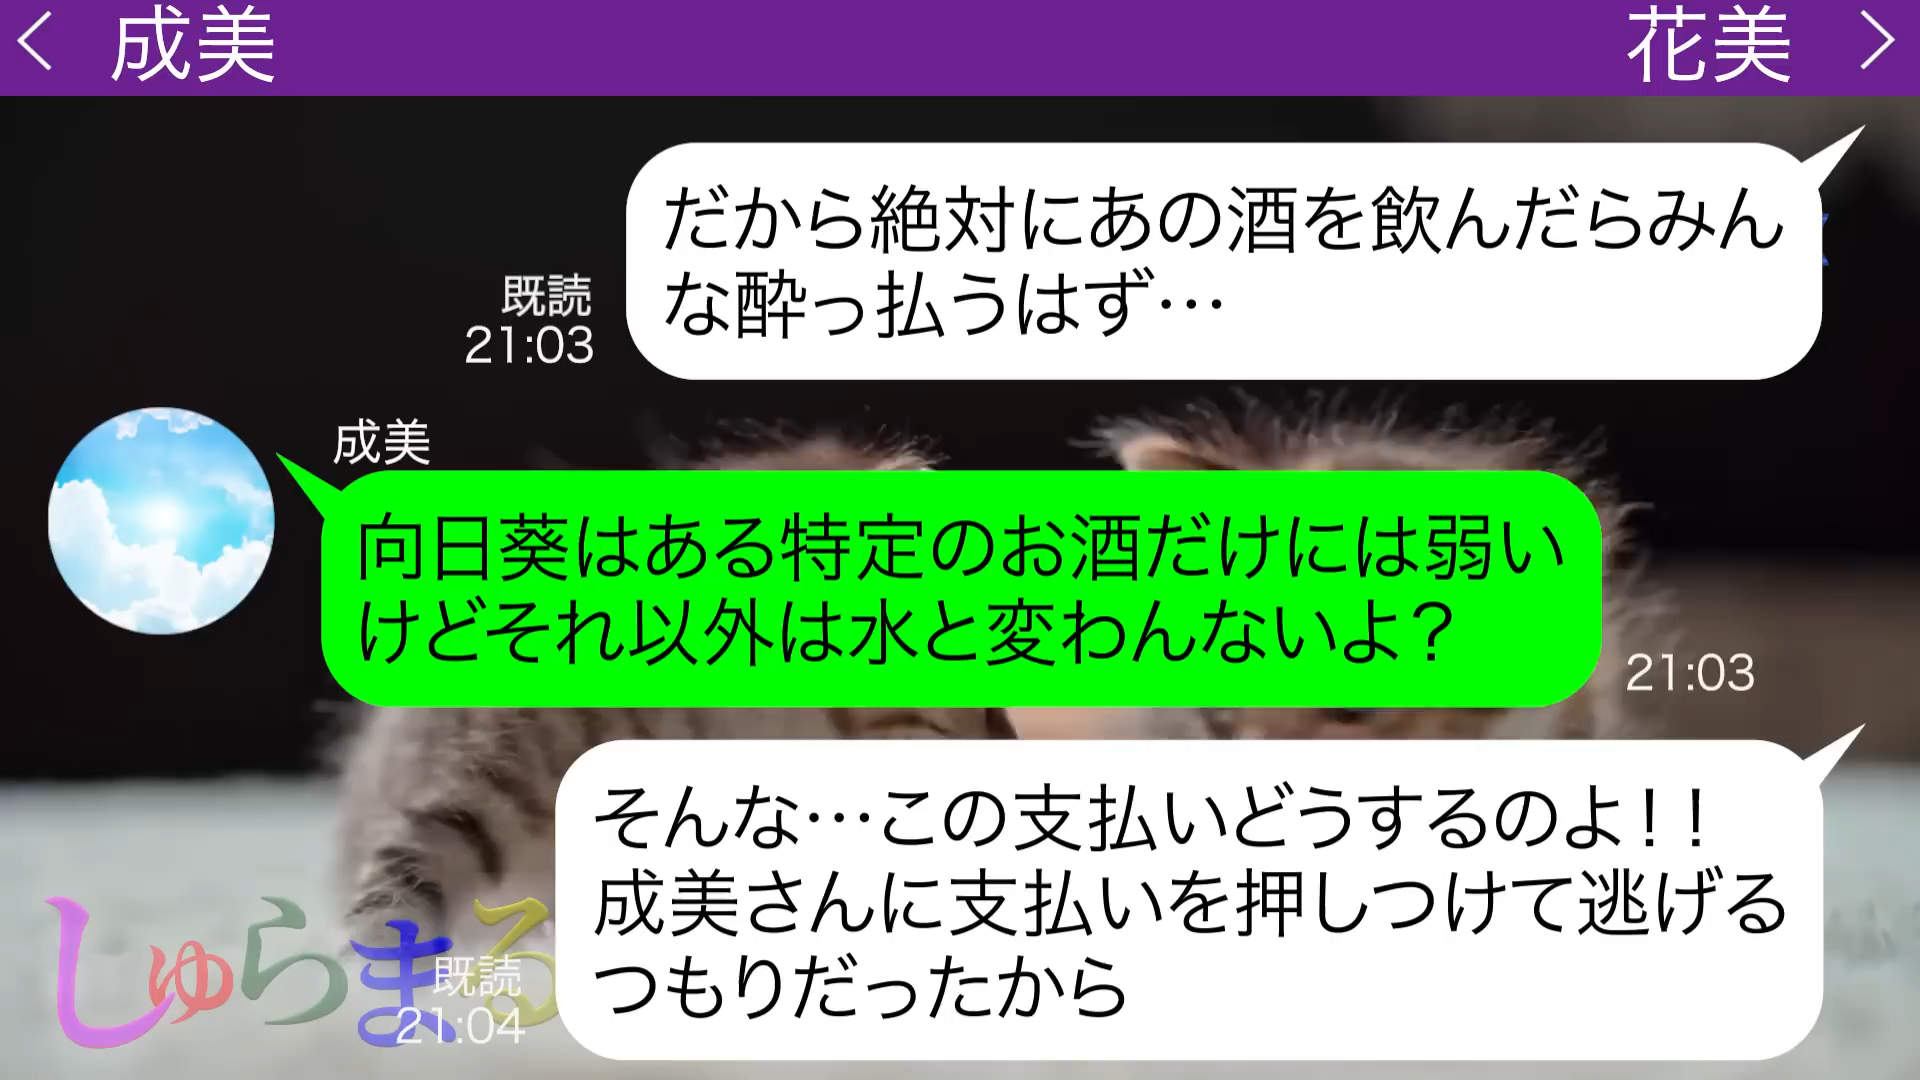 成美
花美
だから絶対にあの酒を飲んだらみん
な酔っ払うはず…
既読
21:03
成美
向日葵はある特定のお酒だけには弱い
けどそれ以外は水と変わんないよ？
21:03
そんな…この支払いどうするのよ！！
成美さんに支払いを押しつけて逃げる
つもりだったから
既読
21:04
しゅらまる